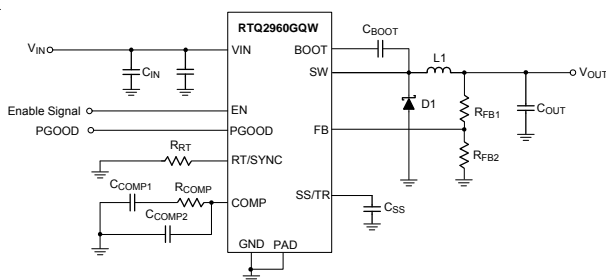 RTQ2960GQW
VIN
CIN
VIN
BOOT
CBOOT
SW
L1
VOUT
Enable Signal
EN
D1
RFB1
COUT
PGOOD
PGOOD
FB
RRT
RT/SYNC
RFB2
CCOMP1
RCOMP
COMP
SS/TR
CSS
CCOMP2
GND
PAD